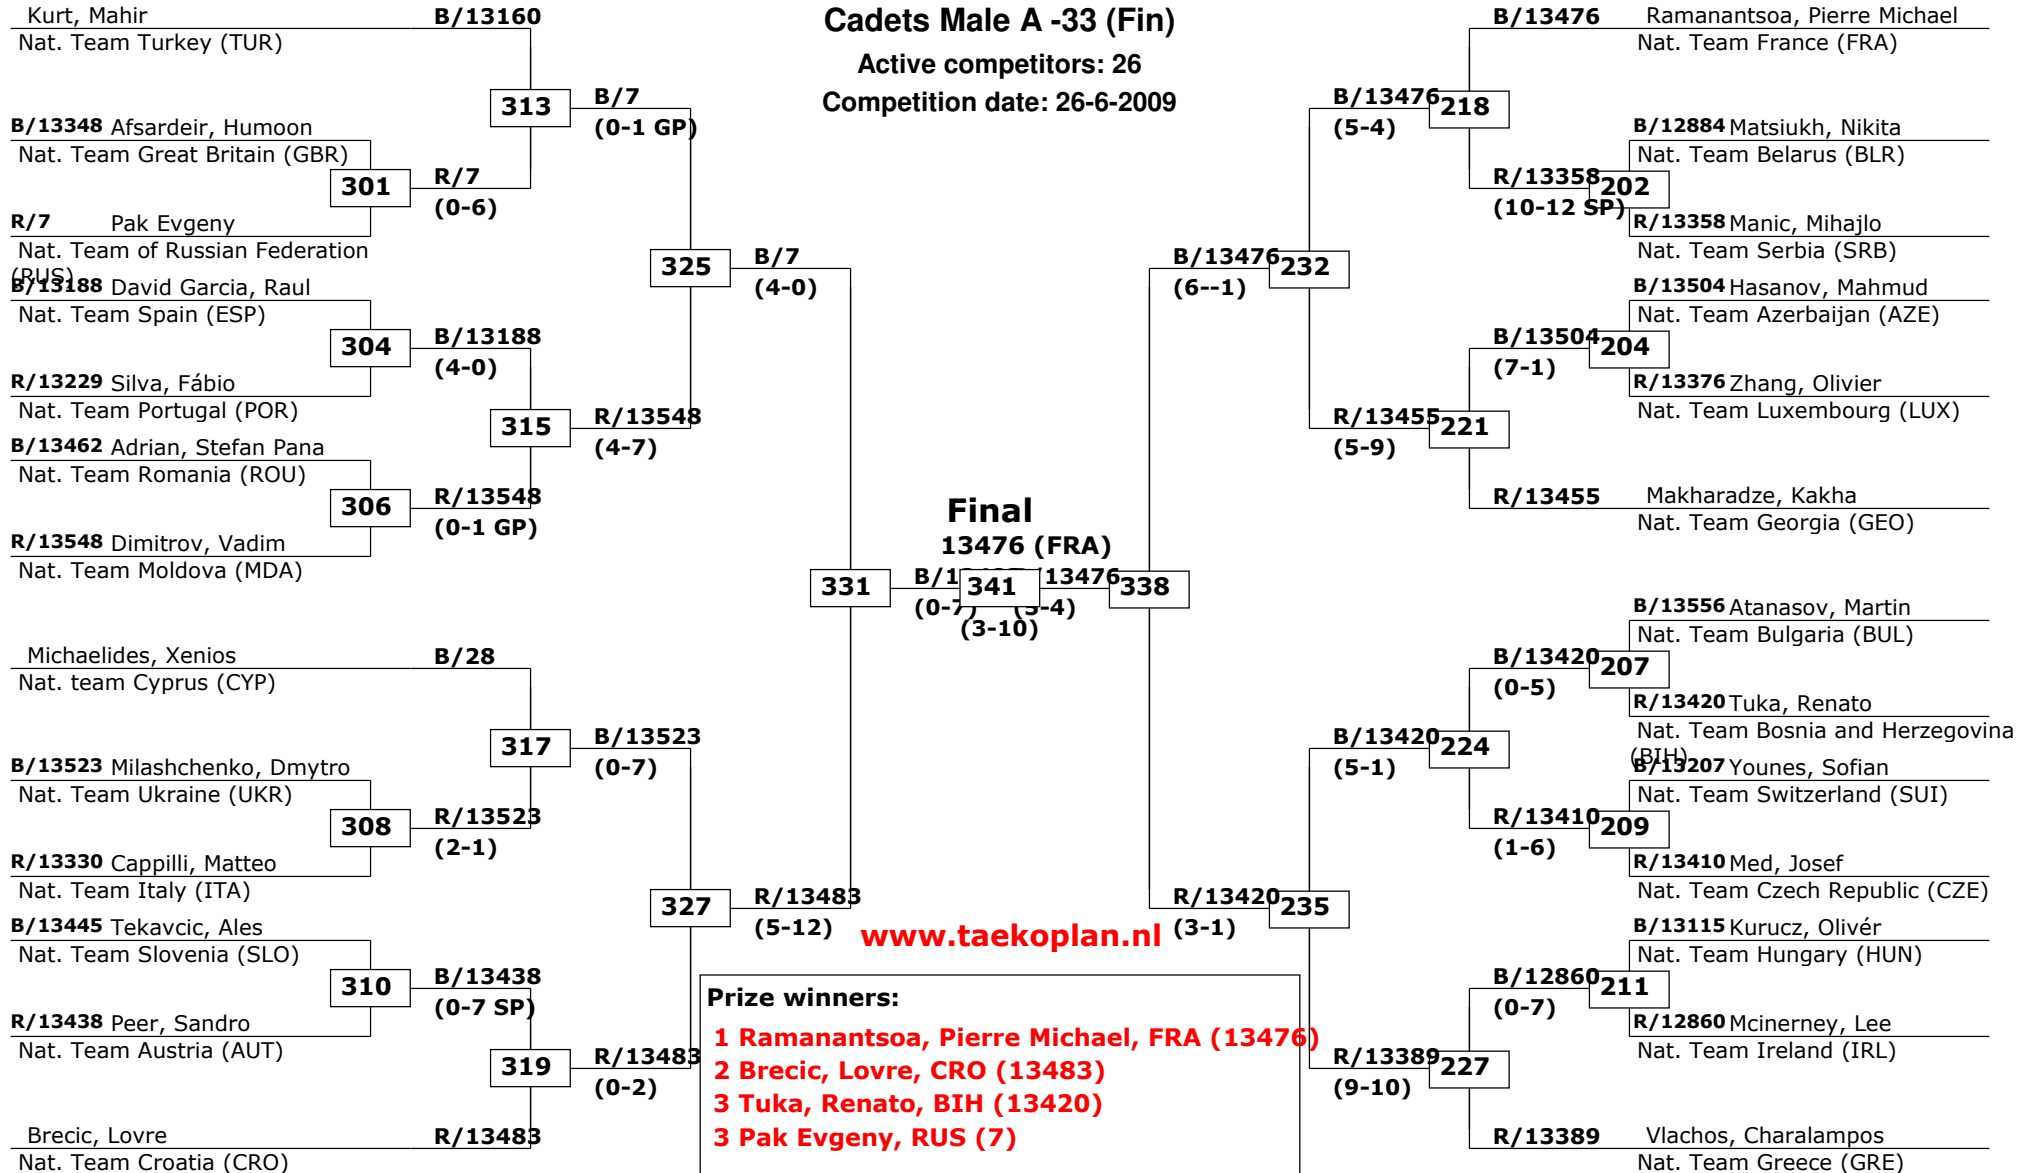 Cadets Male A -33 (Fin)
Active competitors: 26
Competition date: 26-6-2009
Kurt, Mahir
B/13160
Nat. Team Turkey (TUR)
313
B/7
(0-1 GP)
B/13348 Afsardeir, Humoon
Nat. Team Great Britain (GBR)
301
R/7
(0-6)
R/7 Pak Evgeny
Nat. Team of Russian Federation
(RUS)
325
B/7
(4-0)
B/13188 David Garcia, Raul
Nat. Team Spain (ESP)
304
B/13188
(4-0)
R/13229 Silva, Fábio
Nat. Team Portugal (POR)
315
R/13548
(4-7)
B/13462 Adrian, Stefan Pana
Nat. Team Romania (ROU)
306
R/13548
(0-1 GP)
R/13548 Dimitrov, Vadim
Nat. Team Moldova (MDA)
331
(0-7)
Michaelides, Xenios
B/28
Nat. team Cyprus (CYP)
317
B/13523
(0-7)
B/13523 Milashchenko, Dmytro
Nat. Team Ukraine (UKR)
308
R/13523
(2-1)
R/13330 Cappilli, Matteo
Nat. Team Italy (ITA)
327
R/13483
(5-12)
B/13445 Tekavcic, Ales
Nat. Team Slovenia (SLO)
310
B/13438
(0-7 SP)
R/13438 Peer, Sandro
Nat. Team Austria (AUT)
319
R/13483
(0-2)
Brecic, Lovre
R/13483
Nat. Team Croatia (CRO)
Final
13476 (FRA)
341
/13476
(3-10)
338
www.taekoplan.nl
Prize winners:
1 Ramanantsoa, Pierre Michael, FRA (13476)
2 Brecic, Lovre, CRO (13483)
3 Tuka, Renato, BIH (13420)
3 Pak Evgeny, RUS (7)
B/13476
Ramanantsoa, Pierre Michael
Nat. Team France (FRA)
B/13476
(5-4)
218
B/12884 Matsiukh, Nikita
Nat. Team Belarus (BLR)
R/13358
(10-12 SP)
202
R/13358 Manic, Mihajlo
Nat. Team Serbia (SRB)
B/13476
(6--1)
232
B/13504 Hasanov, Mahmud
Nat. Team Azerbaijan (AZE)
B/13504
(7-1)
204
R/13376 Zhang, Olivier
Nat. Team Luxembourg (LUX)
R/13455
(5-9)
221
R/13455
Makharadze, Kakha
Nat. Team Georgia (GEO)
B/13556 Atanasov, Martin
Nat. Team Bulgaria (BUL)
B/13420
(0-5)
207
R/13420 Tuka, Renato
Nat. Team Bosnia and Herzegovina
(BIH)
B/13420
(5-1)
224
B/13207 Younes, Sofian
Nat. Team Switzerland (SUI)
R/13410
(1-6)
209
R/13410 Med, Josef
Nat. Team Czech Republic (CZE)
R/13420
(3-1)
235
B/13115 Kurucz, Olivér
Nat. Team Hungary (HUN)
B/12860
(0-7)
211
R/12860 Mcinerney, Lee
Nat. Team Ireland (IRL)
R/13389
(9-10)
227
R/13389
Vlachos, Charalampos
Nat. Team Greece (GRE)